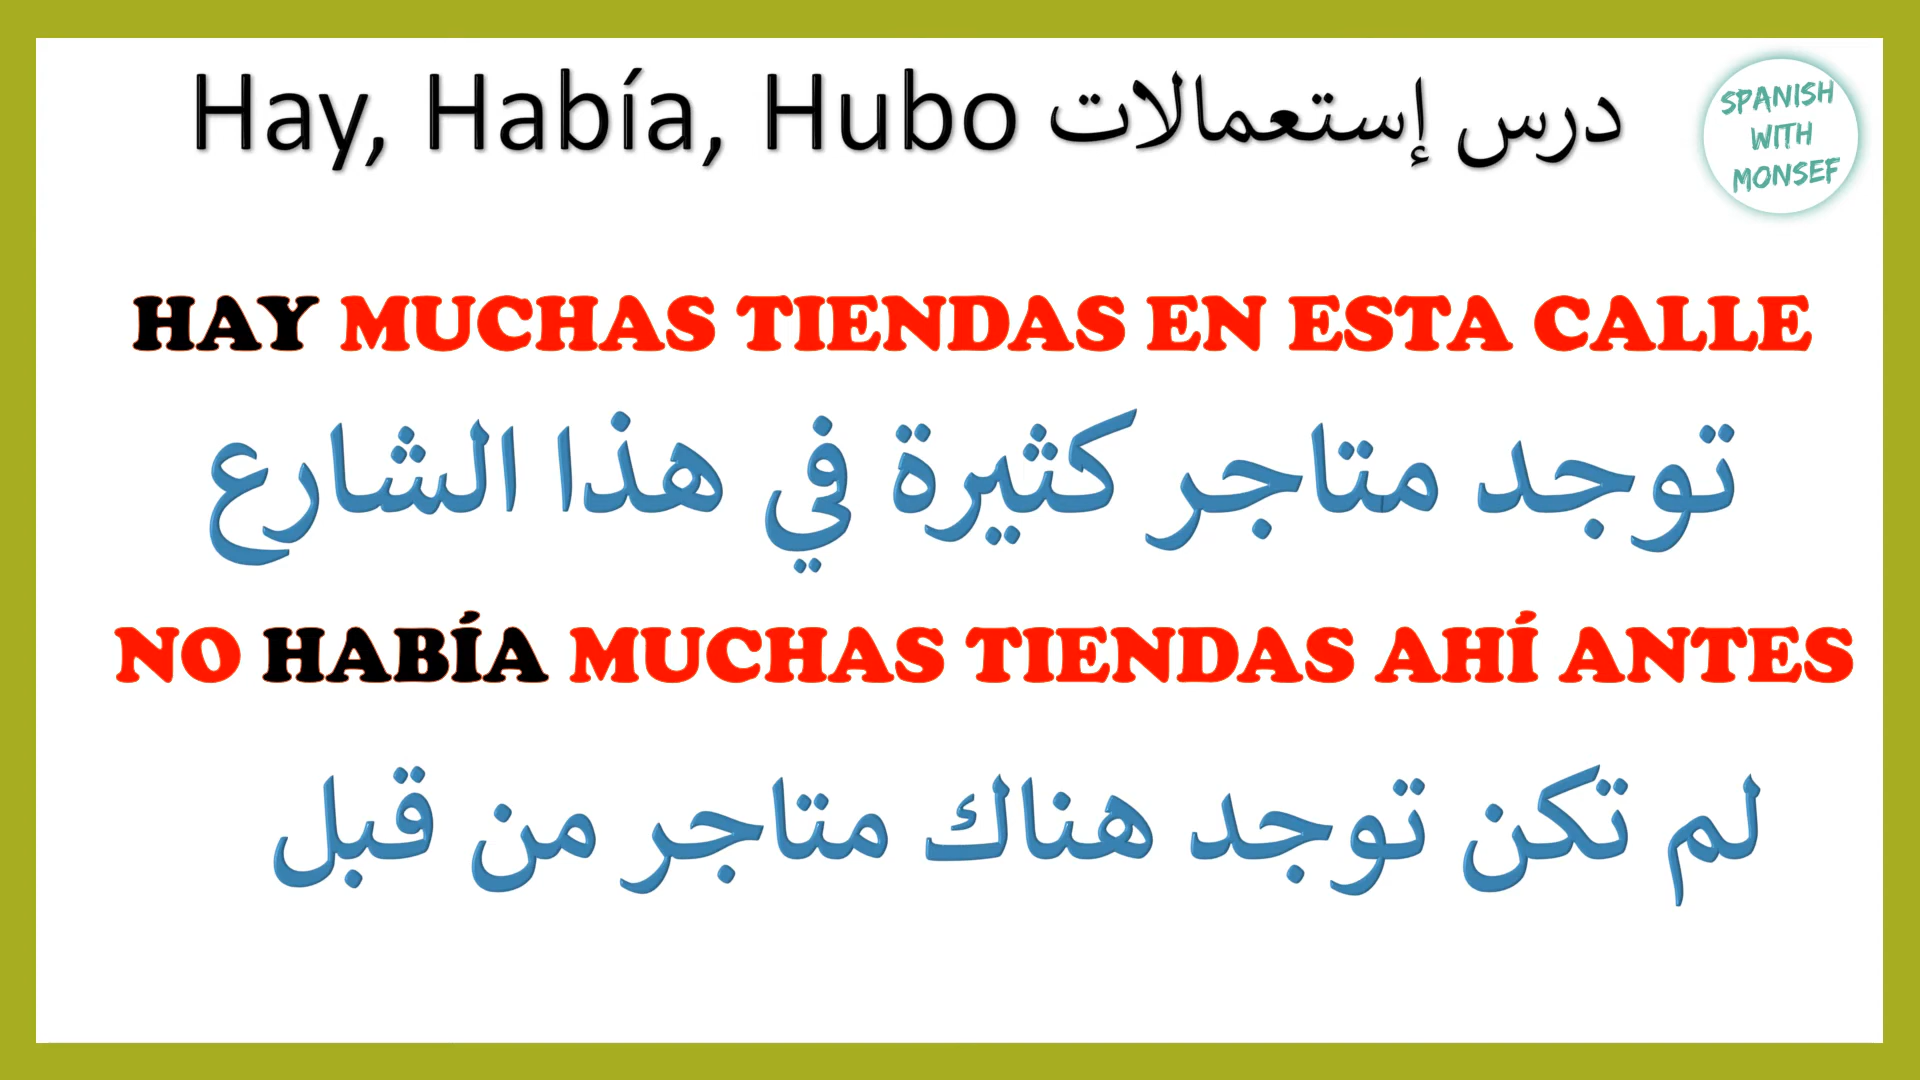 درس إستعمالات Hay, Había, Hubo
SPANISH
WITH
MONSEF
HAY MUCHAS TIENDAS EN ESTA CALLE
توجد متاجر كثيرة في هذا الشارع
NO HABÍA MUCHAS TIENDAS AHÍ ANTES
لم تكن توجد هناك متاجر من قبل